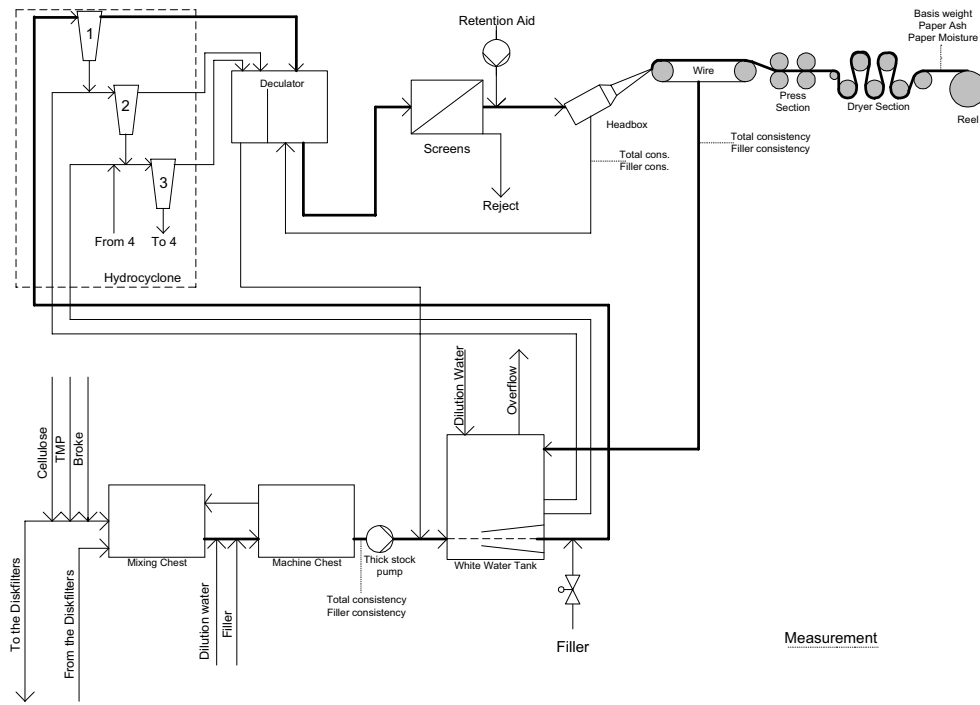 Retention Aid
Basis weight
Paper Ash
Paper Moisture
1
2
3
Deculator
Screens
Headbox
Wire
Press
Section
Dryer Section
Reel
Total cons.
Filler cons.
Total consistency
Filler consistency
Reject
From 4
To 4
Hydrocyclone
Dilution Water
Overflow
Cellulose
TMP
Broke
Mixing Chest
Machine Chest
Thick stock
pump
White Water Tank
Total consistency
Filler consistency
To the Diskfilters
From the Diskfilters
Dilution water
Filler
Filler
Measurement